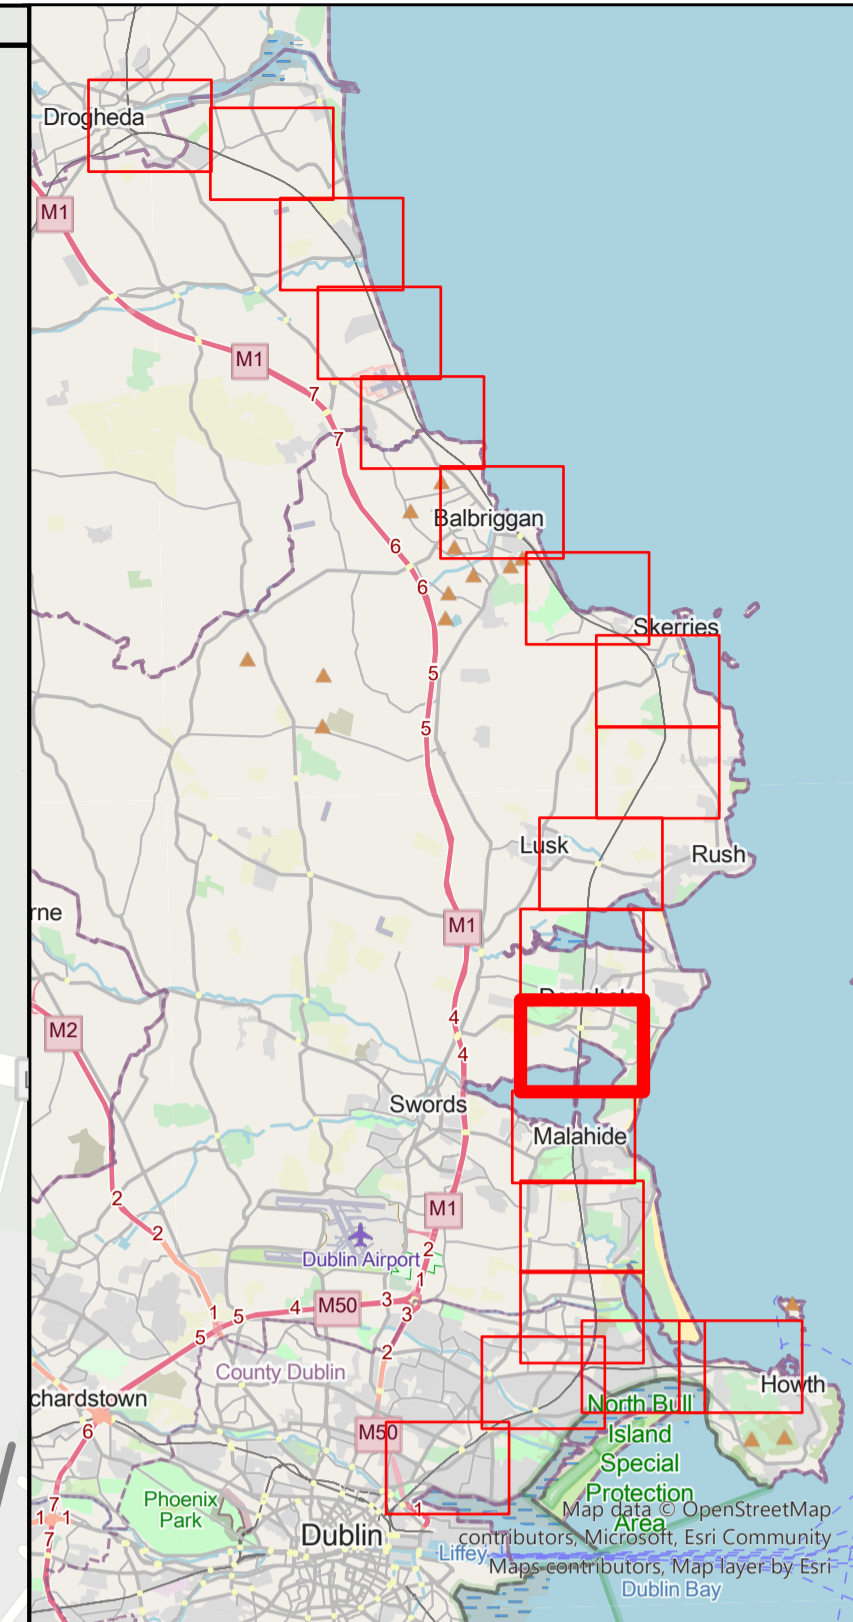 Drogheda
M1
M1
7
7
Balbriggan
6
6
Skerries
5
5
Lusk
Rush
rne
M1
M2
4
4
Swords
Malahide
2
2
M1
Dublin Airport
2
1
3
M50
4
5
1
5
3
2
County Dublin
chardstown
Howth
6
M50
North Bull
Island
Special
Protection
Area
Phoenix
Park
7
1 1
7
1
Dublin
Liffey
Map data © OpenStreetMap
contributors, Microsoft, Esri Community
Maps contributors, Map layer by Esri
Dublin Bay